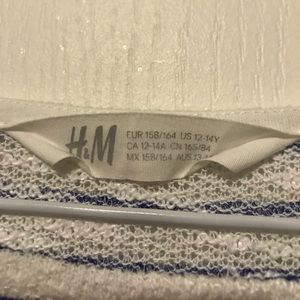 H&M
EUR 158/164 US 12-14Y
CA 12-14A CN 165/84
MX 158/164 AUS 13-